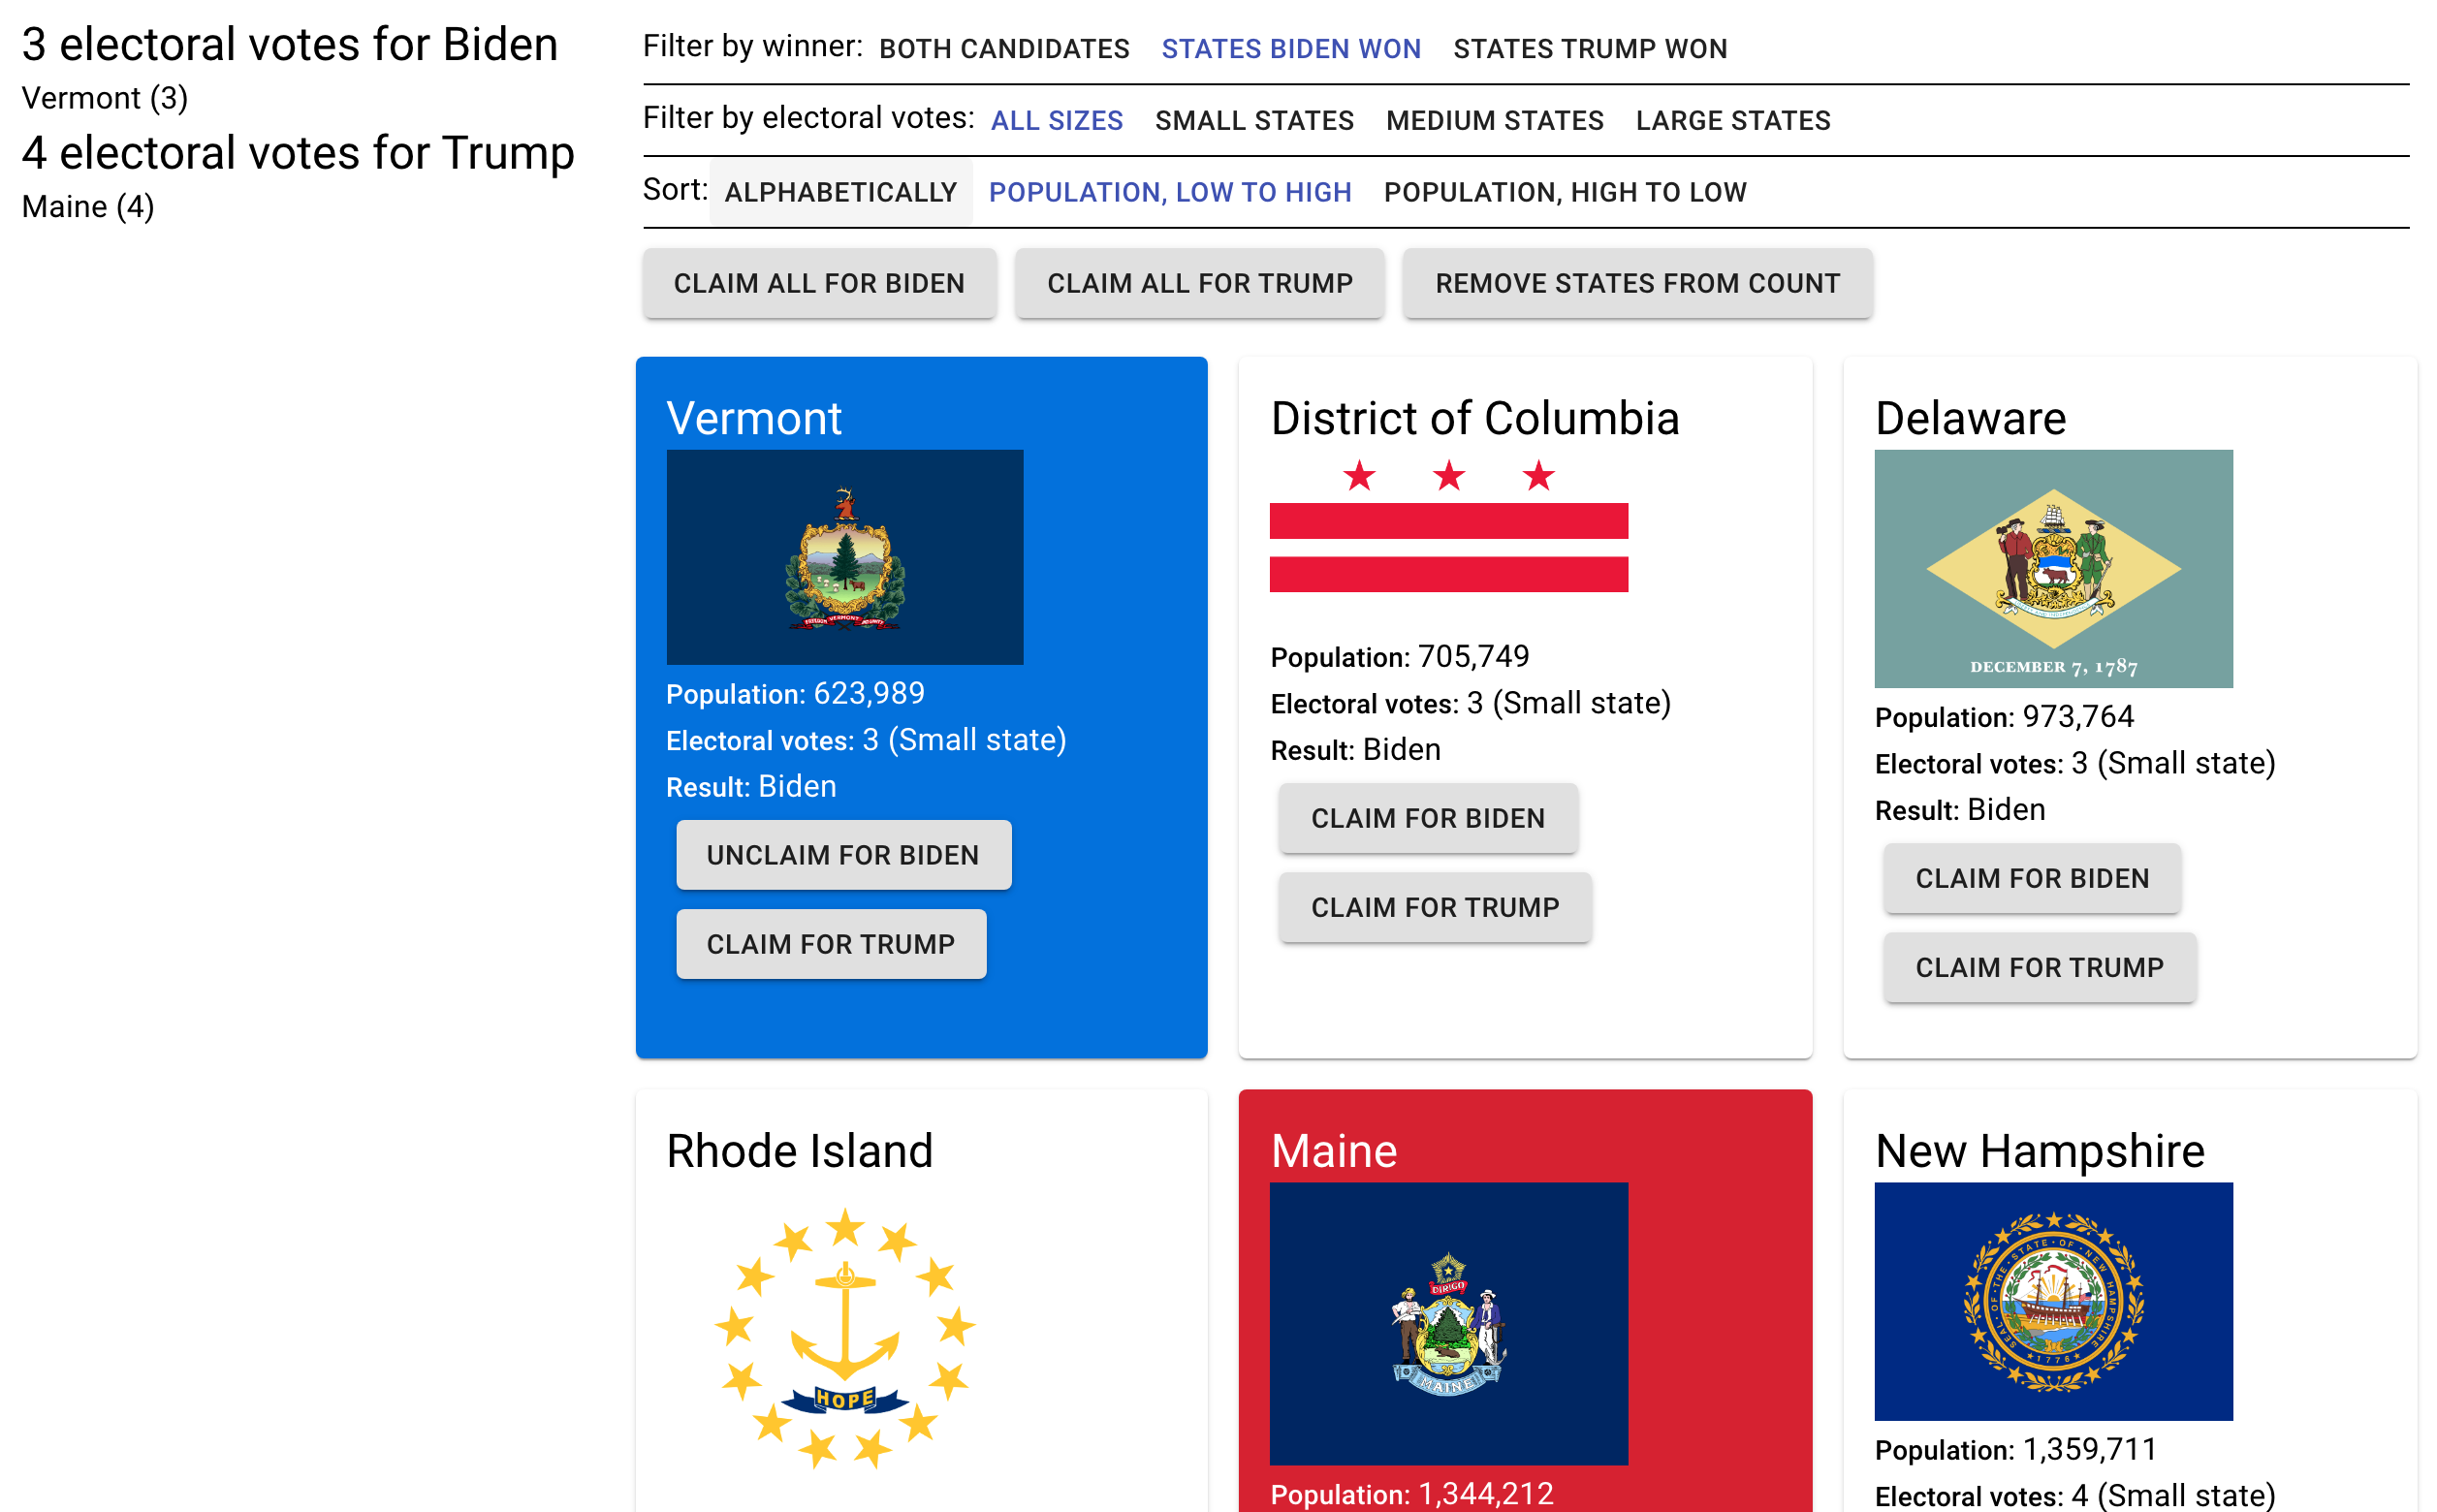 3 electoral votes for Biden
Vermont (3)
4 electoral votes for Trump
Maine (4)
Filter by winner: BOTH CANDIDATES STATES BIDEN WON STATES TRUMP WON
Filter by electoral votes: ALL SIZES SMALL STATES MEDIUM STATES LARGE STATES
Sort: ALPHABETICALLY POPULATION, LOW TO HIGH POPULATION, HIGH TO LOW
CLAIM ALL FOR BIDEN CLAIM ALL FOR TRUMP REMOVE STATES FROM COUNT
Vermont
VERMONT
Population: 623,989
Electoral votes: 3 (Small state)
Result: Biden
UNCLAIM FOR BIDEN
CLAIM FOR TRUMP
District of Columbia
Population: 705,749
Electoral votes: 3 (Small state)
Result: Biden
CLAIM FOR BIDEN
CLAIM FOR TRUMP
Delaware
DECEMBER 7, 1787
Population: 973,764
Electoral votes: 3 (Small state)
Result: Biden
CLAIM FOR BIDEN
CLAIM FOR TRUMP
Rhode Island
HOPE
Maine
DIRIGO
MAINE
Population: 1,344,212
New Hampshire
SEAL · OF · THE · STATE · OF · NEW HAMPSHIRE
1776
Population: 1,359,711
Electoral votes: 4 (Small state)